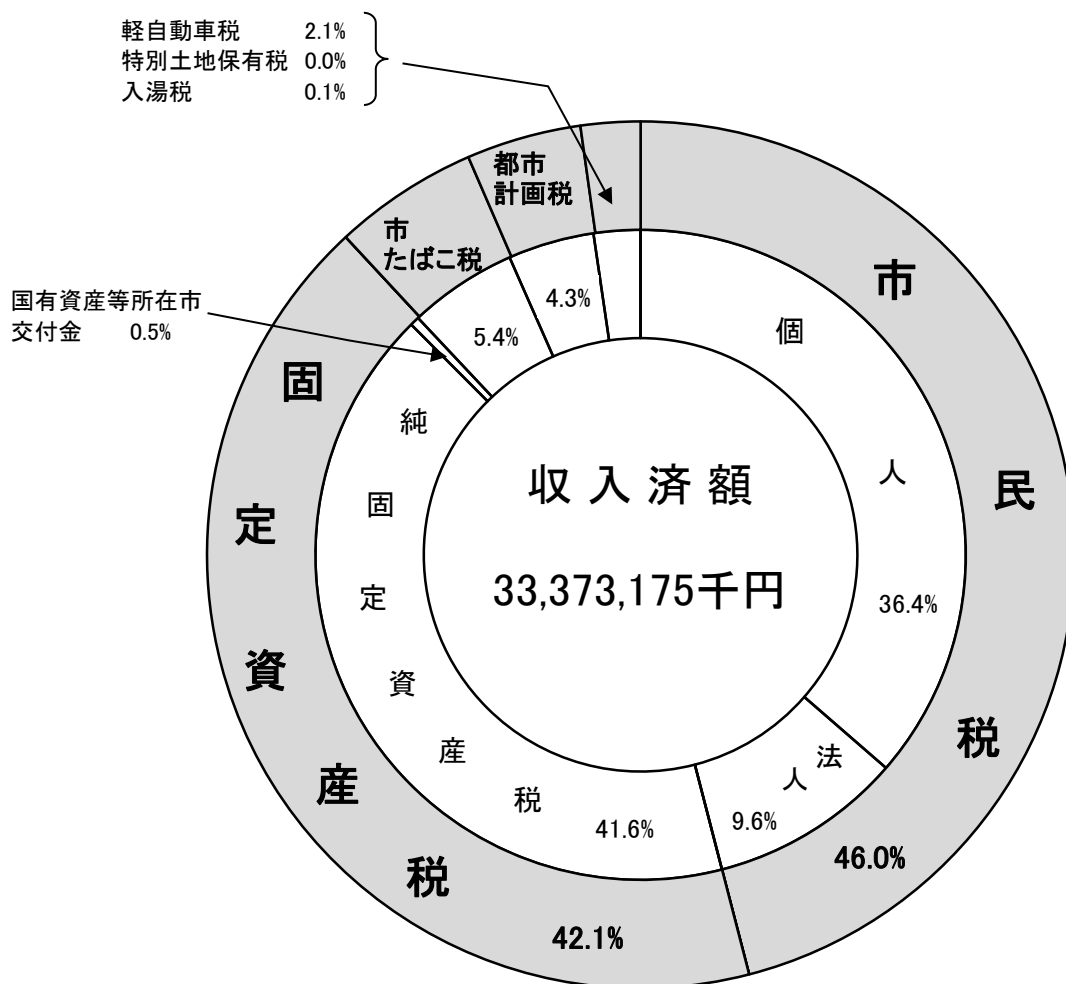 軽自動車税 2.1%
特別土地保有税 0.0%
入湯税 0.1%
都市
計画税
4.3%
市
たばこ税
5.4%
国有資産等所在市
交付金 0.5%
市民税
46.0%
個人
36.4%
法人
9.6%
固定資産税
42.1%
純固定資産税
41.6%
収入済額
33,373,175千円